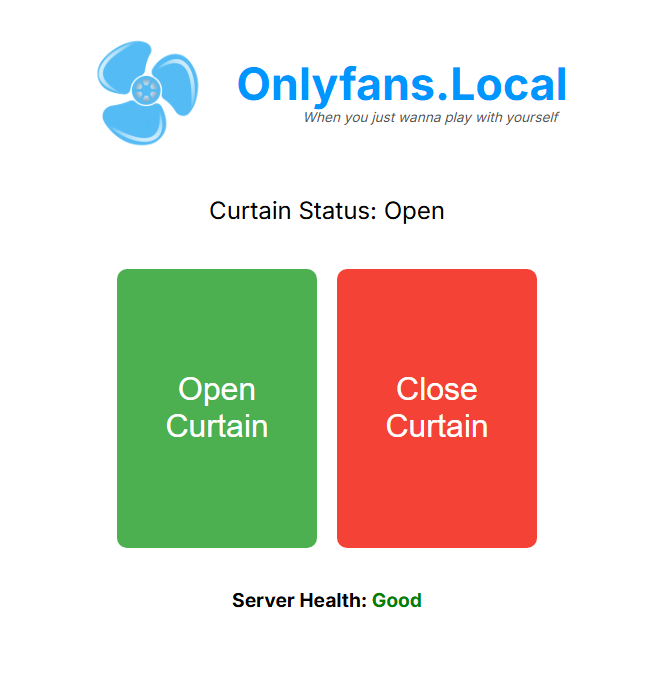 Onlyfans.Local
When you just wanna play with yourself
Curtain Status: Open
Open
Curtain
Close
Curtain
Server Health: Good